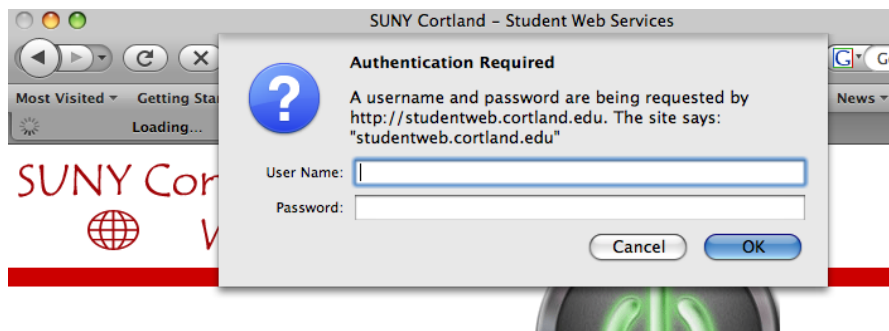 SUNY Cortland – Student Web Services
Most Visited
Getting Sta
News
Loading...
SUNY Cor
Authentication Required
A username and password are being requested by
http://studentweb.cortland.edu. The site says:
"studentweb.cortland.edu"
User Name:
Password:
Cancel
OK